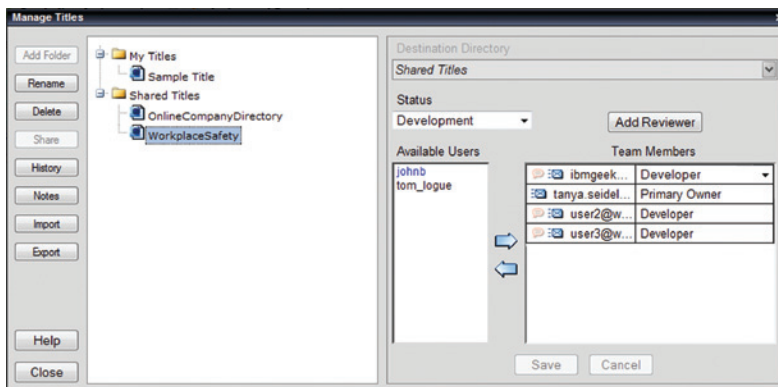 Manage Titles
Add Folder
Rename
Delete
Share
History
Notes
Import
Export
Help
Close
My Titles
Sample Title
Shared Titles
OnlineCompanyDirectory
WorkplaceSafety
Destination Directory
Shared Titles
Status
Development
Add Reviewer
Available Users
Team Members
johnb
tom_logue
ibmgeek... Developer
tanya.seidel... Primary Owner
user2@w... Developer
user3@w... Developer
Save
Cancel